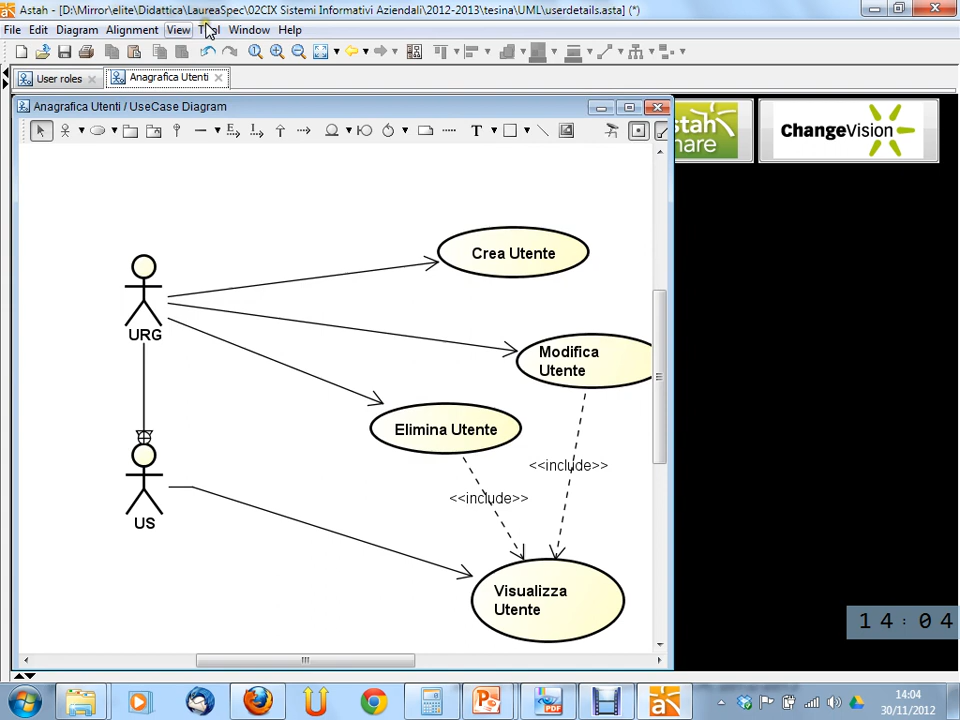 Astah - [D:\Mirror\elite\Didattica\LaureaSpec\02CIX Sistemi Informativi Aziendali\2012-2013\tesina\UML\userdetails.asta] (*)
File Edit Diagram Alignment View Tool Window Help
User roles
Anagrafica Utenti
Anagrafica Utenti / UseCase Diagram
T
ChangeVision
Crea Utente
URG
Modifica
Utente
Elimina Utente
<<include>>
<<include>>
US
Visualizza
Utente
14:04
PDF
14:04
30/11/2012